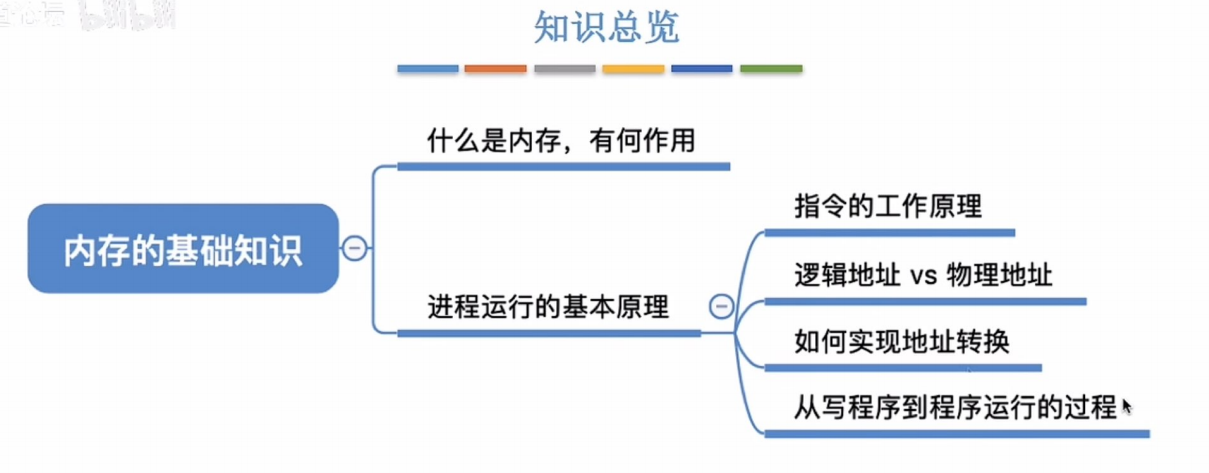 知识总览
什么是内存，有何作用
指令的工作原理
内存的基础知识
逻辑地址 vs 物理地址
进程运行的基本原理
如何实现地址转换
从写程序到程序运行的过程